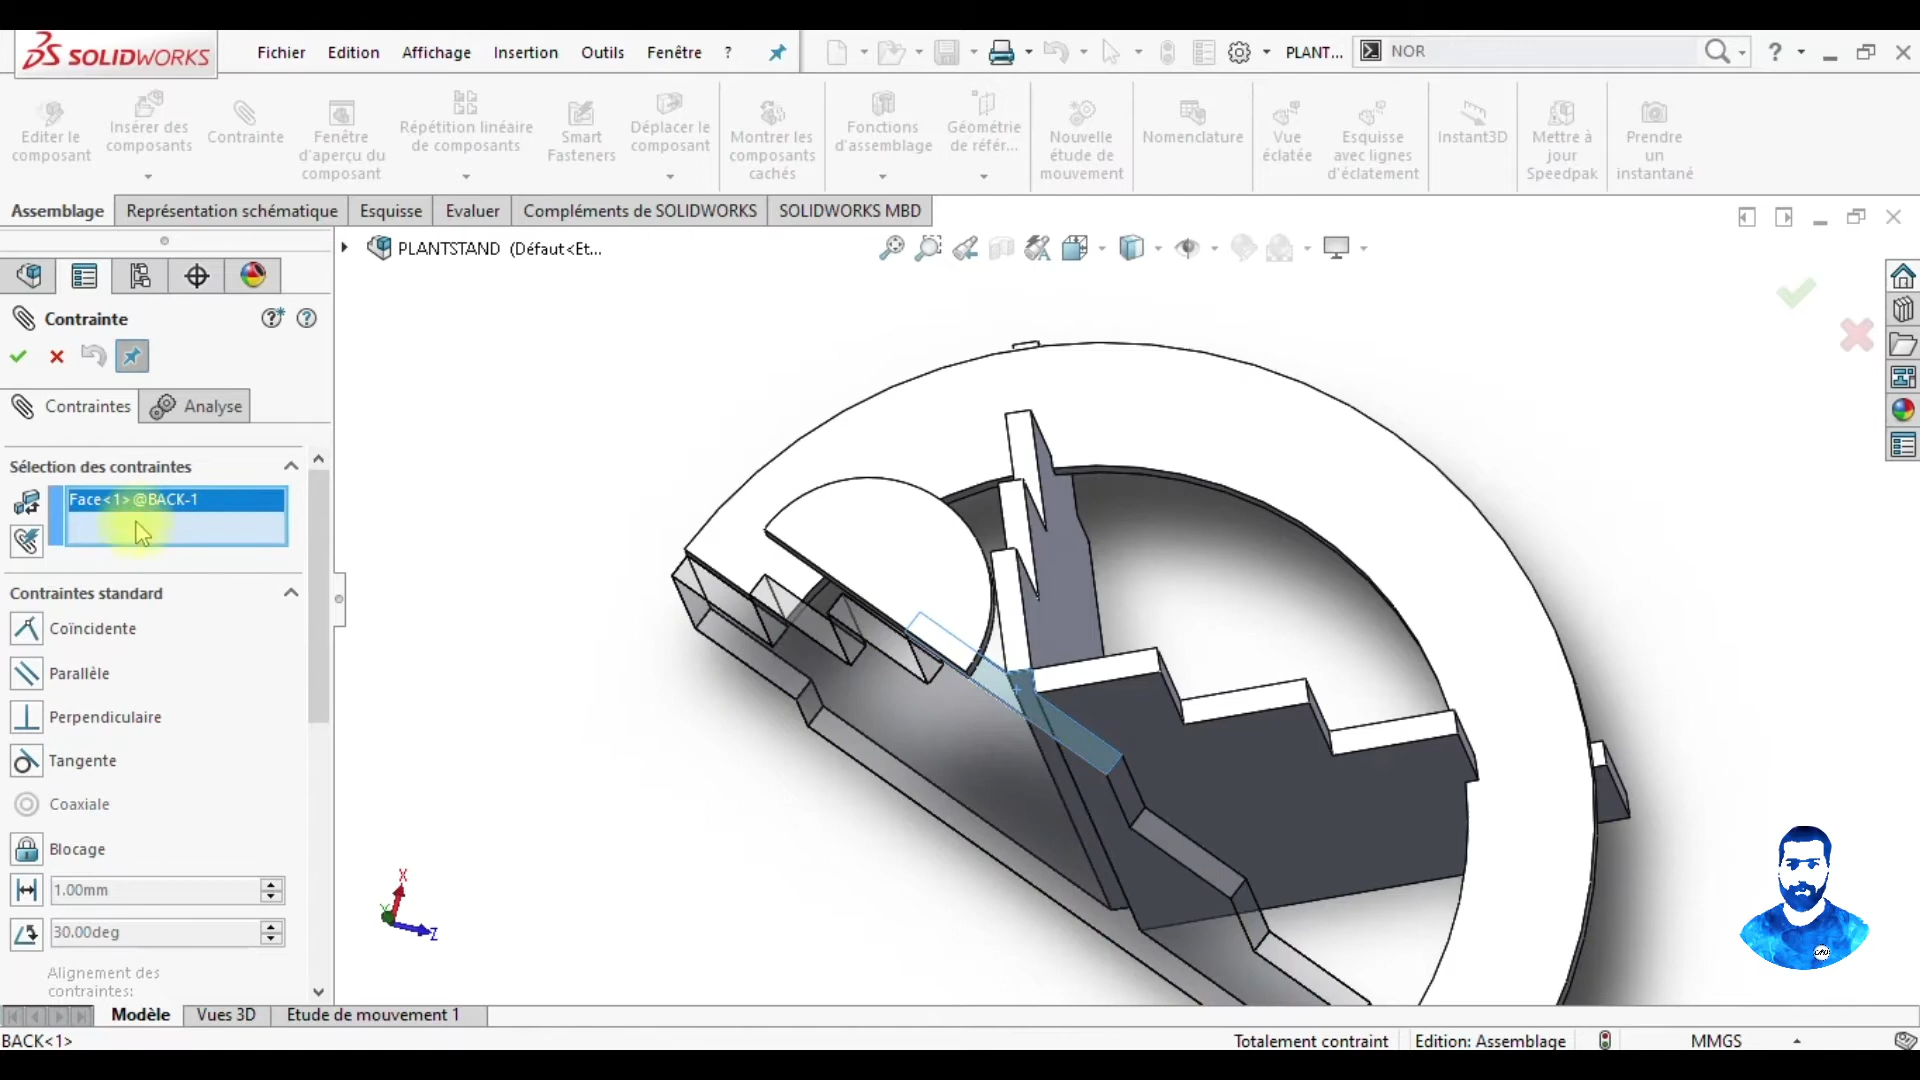 SOLIDWORKS
Fichier Edition Affichage Insertion Outils Fenêtre ?
PLANT...
NOR
?
Editer le composant
Insérer des composants
Contrainte
Fenêtre d'aperçu du composant
Répétition linéaire de composants
Smart Fasteners
Déplacer le composant
Montrer les composants cachés
Fonctions d'assemblage
Géométrie de référ...
Nouvelle étude de mouvement
Nomenclature
Vue éclatée
Esquisse avec lignes d'éclatement
Instant3D
Mettre à jour Speedpak
Prendre un instantané
Assemblage Représentation schématique Esquisse Evaluer Compléments de SOLIDWORKS SOLIDWORKS MBD
PLANTSTAND (Défaut<Et...
Contrainte
Contraintes Analyse
Sélection des contraintes
Face<1>@BACK-1
Contraintes standard
Coïncidente
Parallèle
Perpendiculaire
Tangente
Coaxiale
Blocage
1.00mm
30.00deg
Alignement des
contraintes:
X
Y
Z
Modèle Vues 3D Etude de mouvement 1
BACK<1>
Totalement contraint Edition: Assemblage MMGS